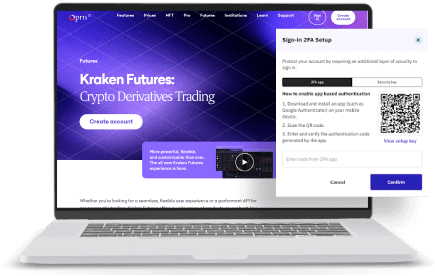 Opris
Features Prices NFT Pro Futures Institutions Learn Support
Create account
Futures
Kraken Futures:
Crypto Derivatives Trading
Create account
More powerful, flexible,
and customizable than ever.
The all new Kraken Futures
experience is here.
Whether you're looking for a seamless, flexible user experience or a performant API for
Sign-in 2FA Setup
Protect your account by requiring an additional layer of security to
sign in.
2FA app Security key
How to enable app based authentication
1. Download and install an app (such as
Google Authenticator) on your mobile
device.
2. Scan the QR code.
3. Enter and verify the authentication code
generated by the app.
View setup key
Enter code from 2FA app
Cancel Confirm